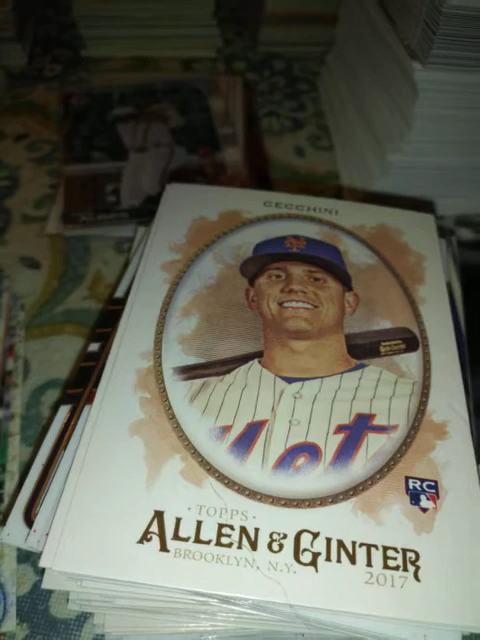 CECCHINI
Mets
RC
·TOPPS·
ALLEN & GINTER
BROOKLYN, N.Y.
2017